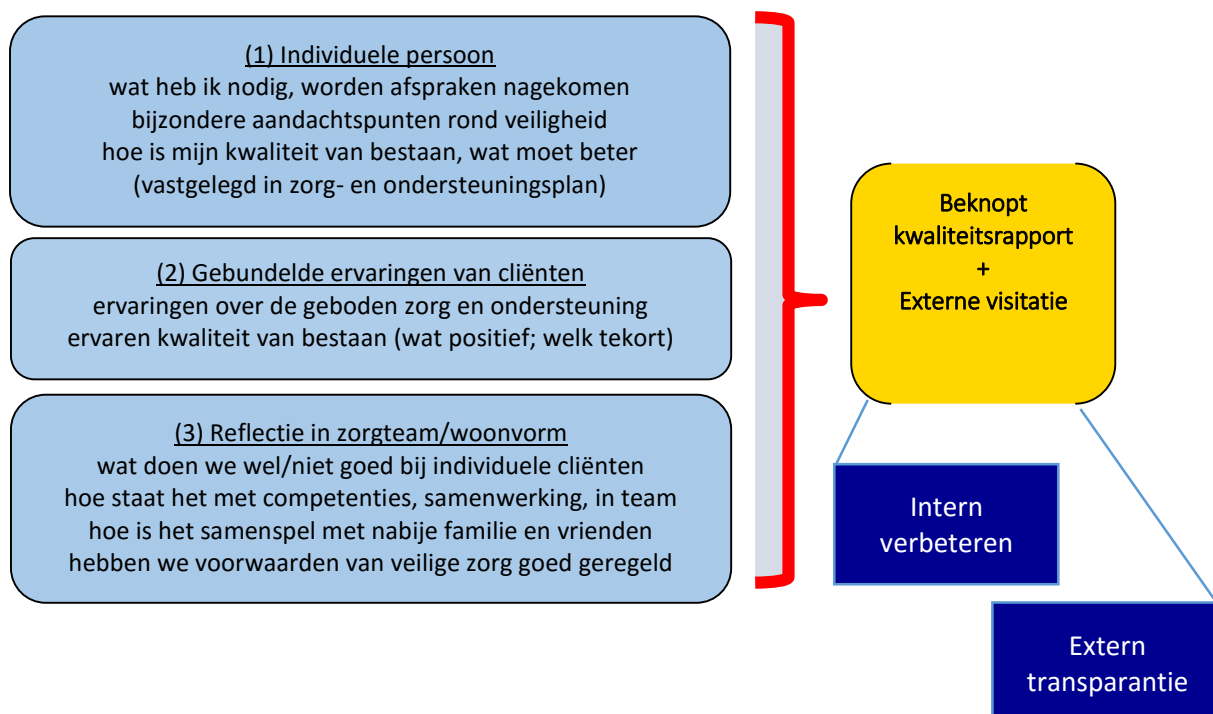 (1) Individuele persoon
wat heb ik nodig, worden afspraken nagekomen
bijzondere aandachtspunten rond veiligheid
hoe is mijn kwaliteit van bestaan, wat moet beter
(vastgelegd in zorg- en ondersteuningsplan)
(2) Gebundelde ervaringen van cliënten
ervaringen over de geboden zorg en ondersteuning
ervaren kwaliteit van bestaan (wat positief; welk tekort)
(3) Reflectie in zorgteam/woonvorm
wat doen we wel/niet goed bij individuele cliënten
hoe staat het met competenties, samenwerking, in team
hoe is het samenspel met nabije familie en vrienden
hebben we voorwaarden van veilige zorg goed geregeld
Beknopt
kwaliteitsrapport
+
Externe visitatie
Intern
verbeteren
Extern
transparantie